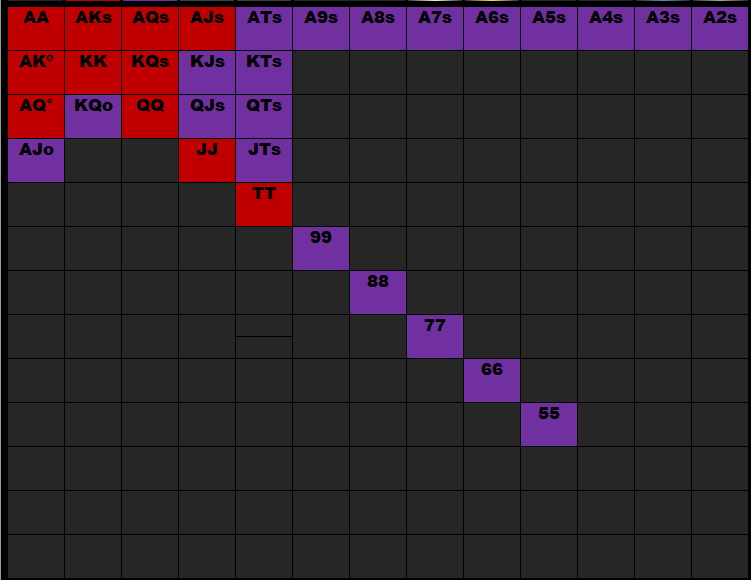 AA AKs AQs AJs ATs A9s A8s A7s A6s A5s A4s A3s A2s
AK° KK KQs KJs KTs
AQ° KQo QQ QJs QTs
AJo JJ JTs
TT
99
88
77
66
55